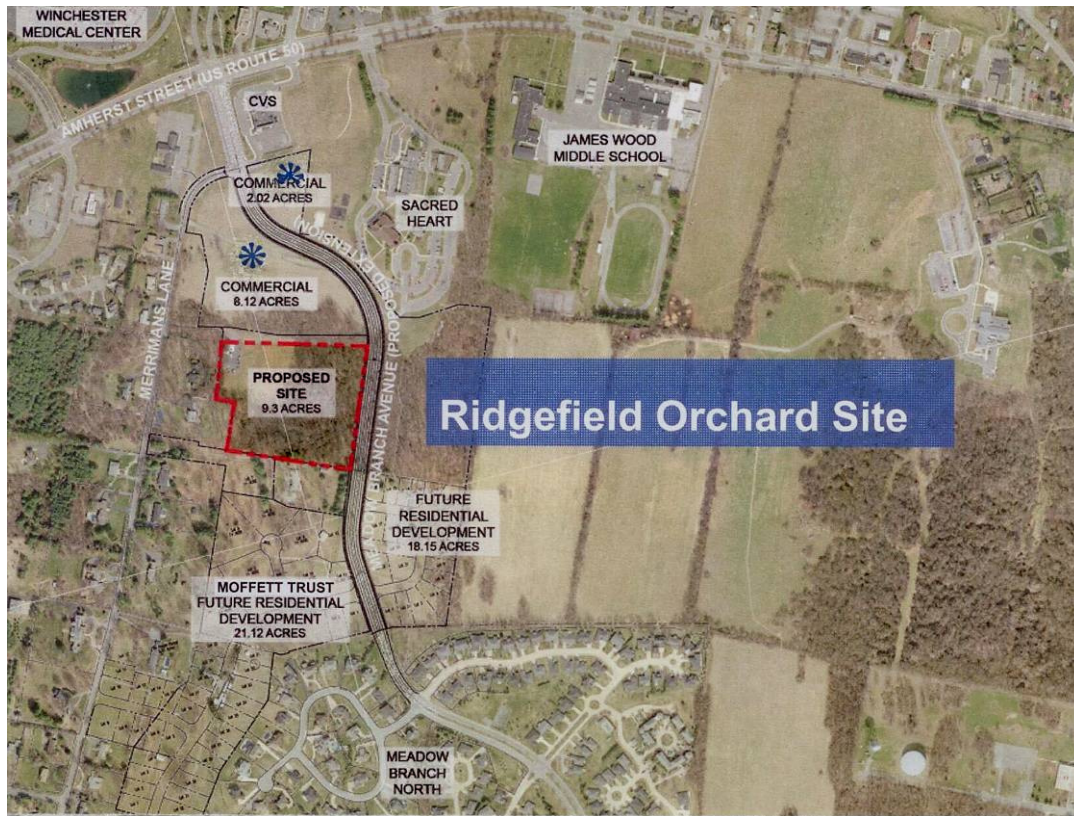 WINCHESTER
MEDICAL CENTER
AMHERST STREET (US ROUTE 50)
CVS
JAMES WOOD
MIDDLE SCHOOL
COMMERCIAL
2.02 ACRES
SACRED
HEART
COMMERCIAL
8.12 ACRES
MERRIMANS LANE
MEADOW BRANCH AVENUE (PROPOSED EXTENSION)
PROPOSED
SITE
9.3 ACRES
Ridgefield Orchard Site
FUTURE
RESIDENTIAL
DEVELOPMENT
18.15 ACRES
MOFFETT TRUST
FUTURE RESIDENTIAL
DEVELOPMENT
21.12 ACRES
MEADOW
BRANCH
NORTH